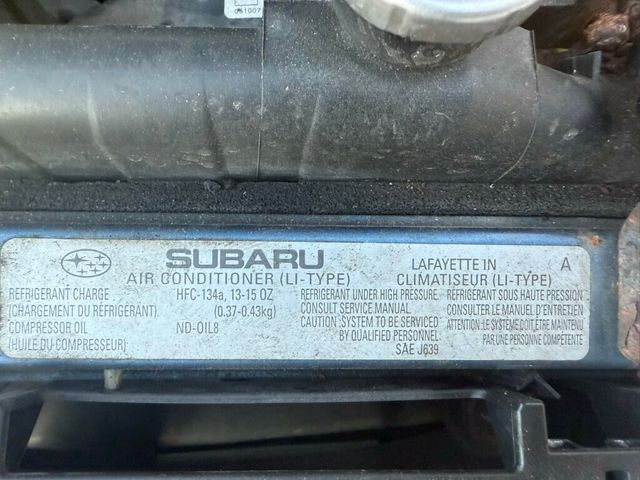 061007
SUBARU
LAFAYETTE IN A
AIR CONDITIONER (LI-TYPE) CLIMATISEUR (LI-TYPE)
REFRIGERANT CHARGE HFC-134a, 13-15 OZ REFRIGERANT UNDER HIGH PRESSURE RÉFRIGÉRANT SOUS HAUTE PRESSION
(CHARGEMENT DU RÉFRIGÉRANT) (0.37-0.43kg) CONSULT SERVICE MANUAL CONSULTER LE MANUEL D'ENTRETIEN
COMPRESSOR OIL ND-OIL8 CAUTION: SYSTEM TO BE SERVICED ATTENTION: LE SYSTÈME DOIT ÊTRE MAINTENU
(HUILE DU COMPRESSEUR) BY QUALIFIED PERSONNEL PAR UNE PERSONNE COMPÉTENTE
SAE J639